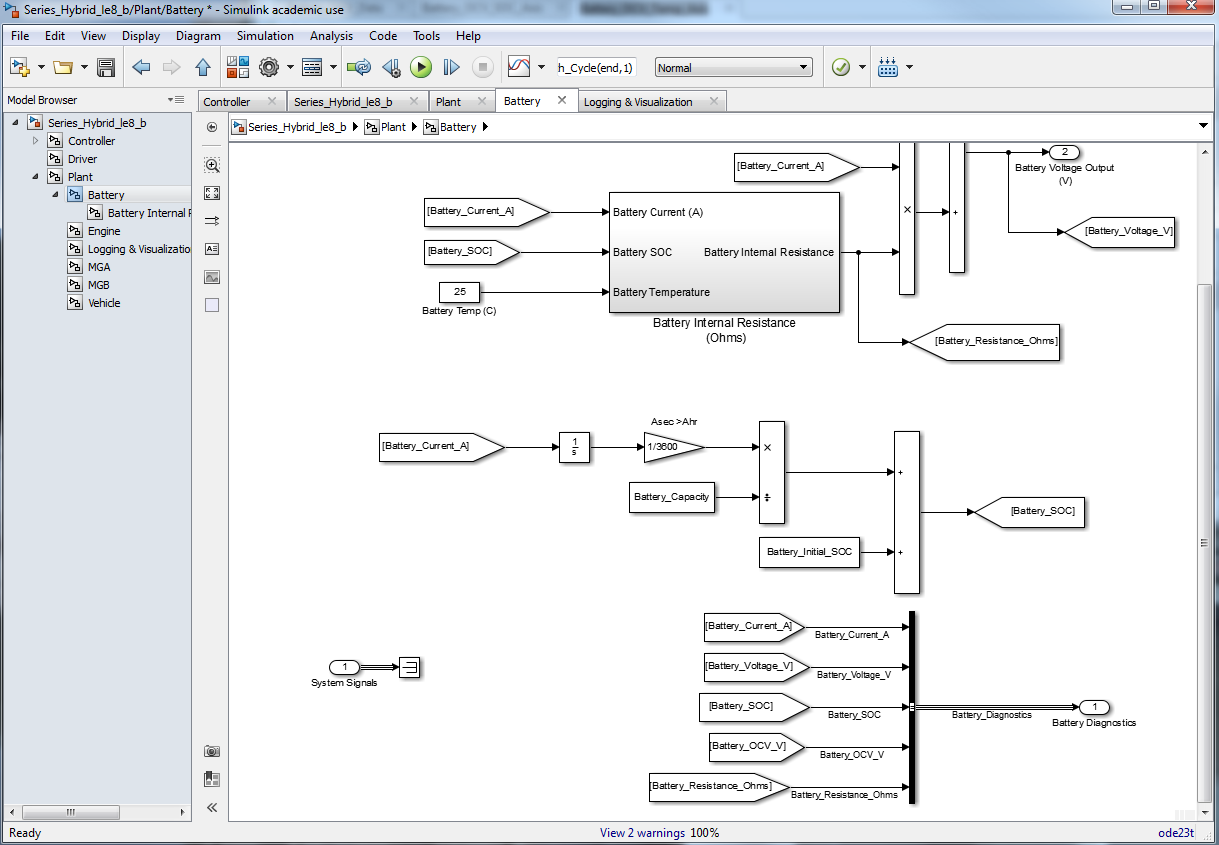 Series_Hybrid_le8_b/Plant/Battery * - Simulink academic use
File Edit View Display Diagram Simulation Analysis Code Tools Help
h_Cycle(end,1) Normal
Model Browser
Controller Series_Hybrid_le8_b Plant Battery Logging & Visualization
Series_Hybrid_le8_b Plant Battery
Series_Hybrid_le8_b
Controller
Driver
Plant
Battery
Battery Internal R
Engine
Logging & Visualization
MGA
MGB
Vehicle
[Battery_Current_A]
2
Battery Voltage Output
(V)
[Battery_Current_A]
Battery Current (A)
×
+
[Battery_Voltage_V]
[Battery_SOC]
Battery SOC
Battery Internal Resistance
25
Battery Temperature
Battery Temp (C)
Battery Internal Resistance
(Ohms)
[Battery_Resistance_Ohms]
Asec >Ahr
[Battery_Current_A]
1
s
1/3600
×
+
Battery_Capacity
÷
[Battery_SOC]
Battery_Initial_SOC
+
[Battery_Current_A]
Battery_Current_A
1
System Signals
[Battery_Voltage_V]
Battery_Voltage_V
[Battery_SOC]
Battery_SOC
Battery_Diagnostics
1
Battery Diagnostics
[Battery_OCV_V]
Battery_OCV_V
[Battery_Resistance_Ohms]
Battery_Resistance_Ohms
Ready View 2 warnings 100% ode23t